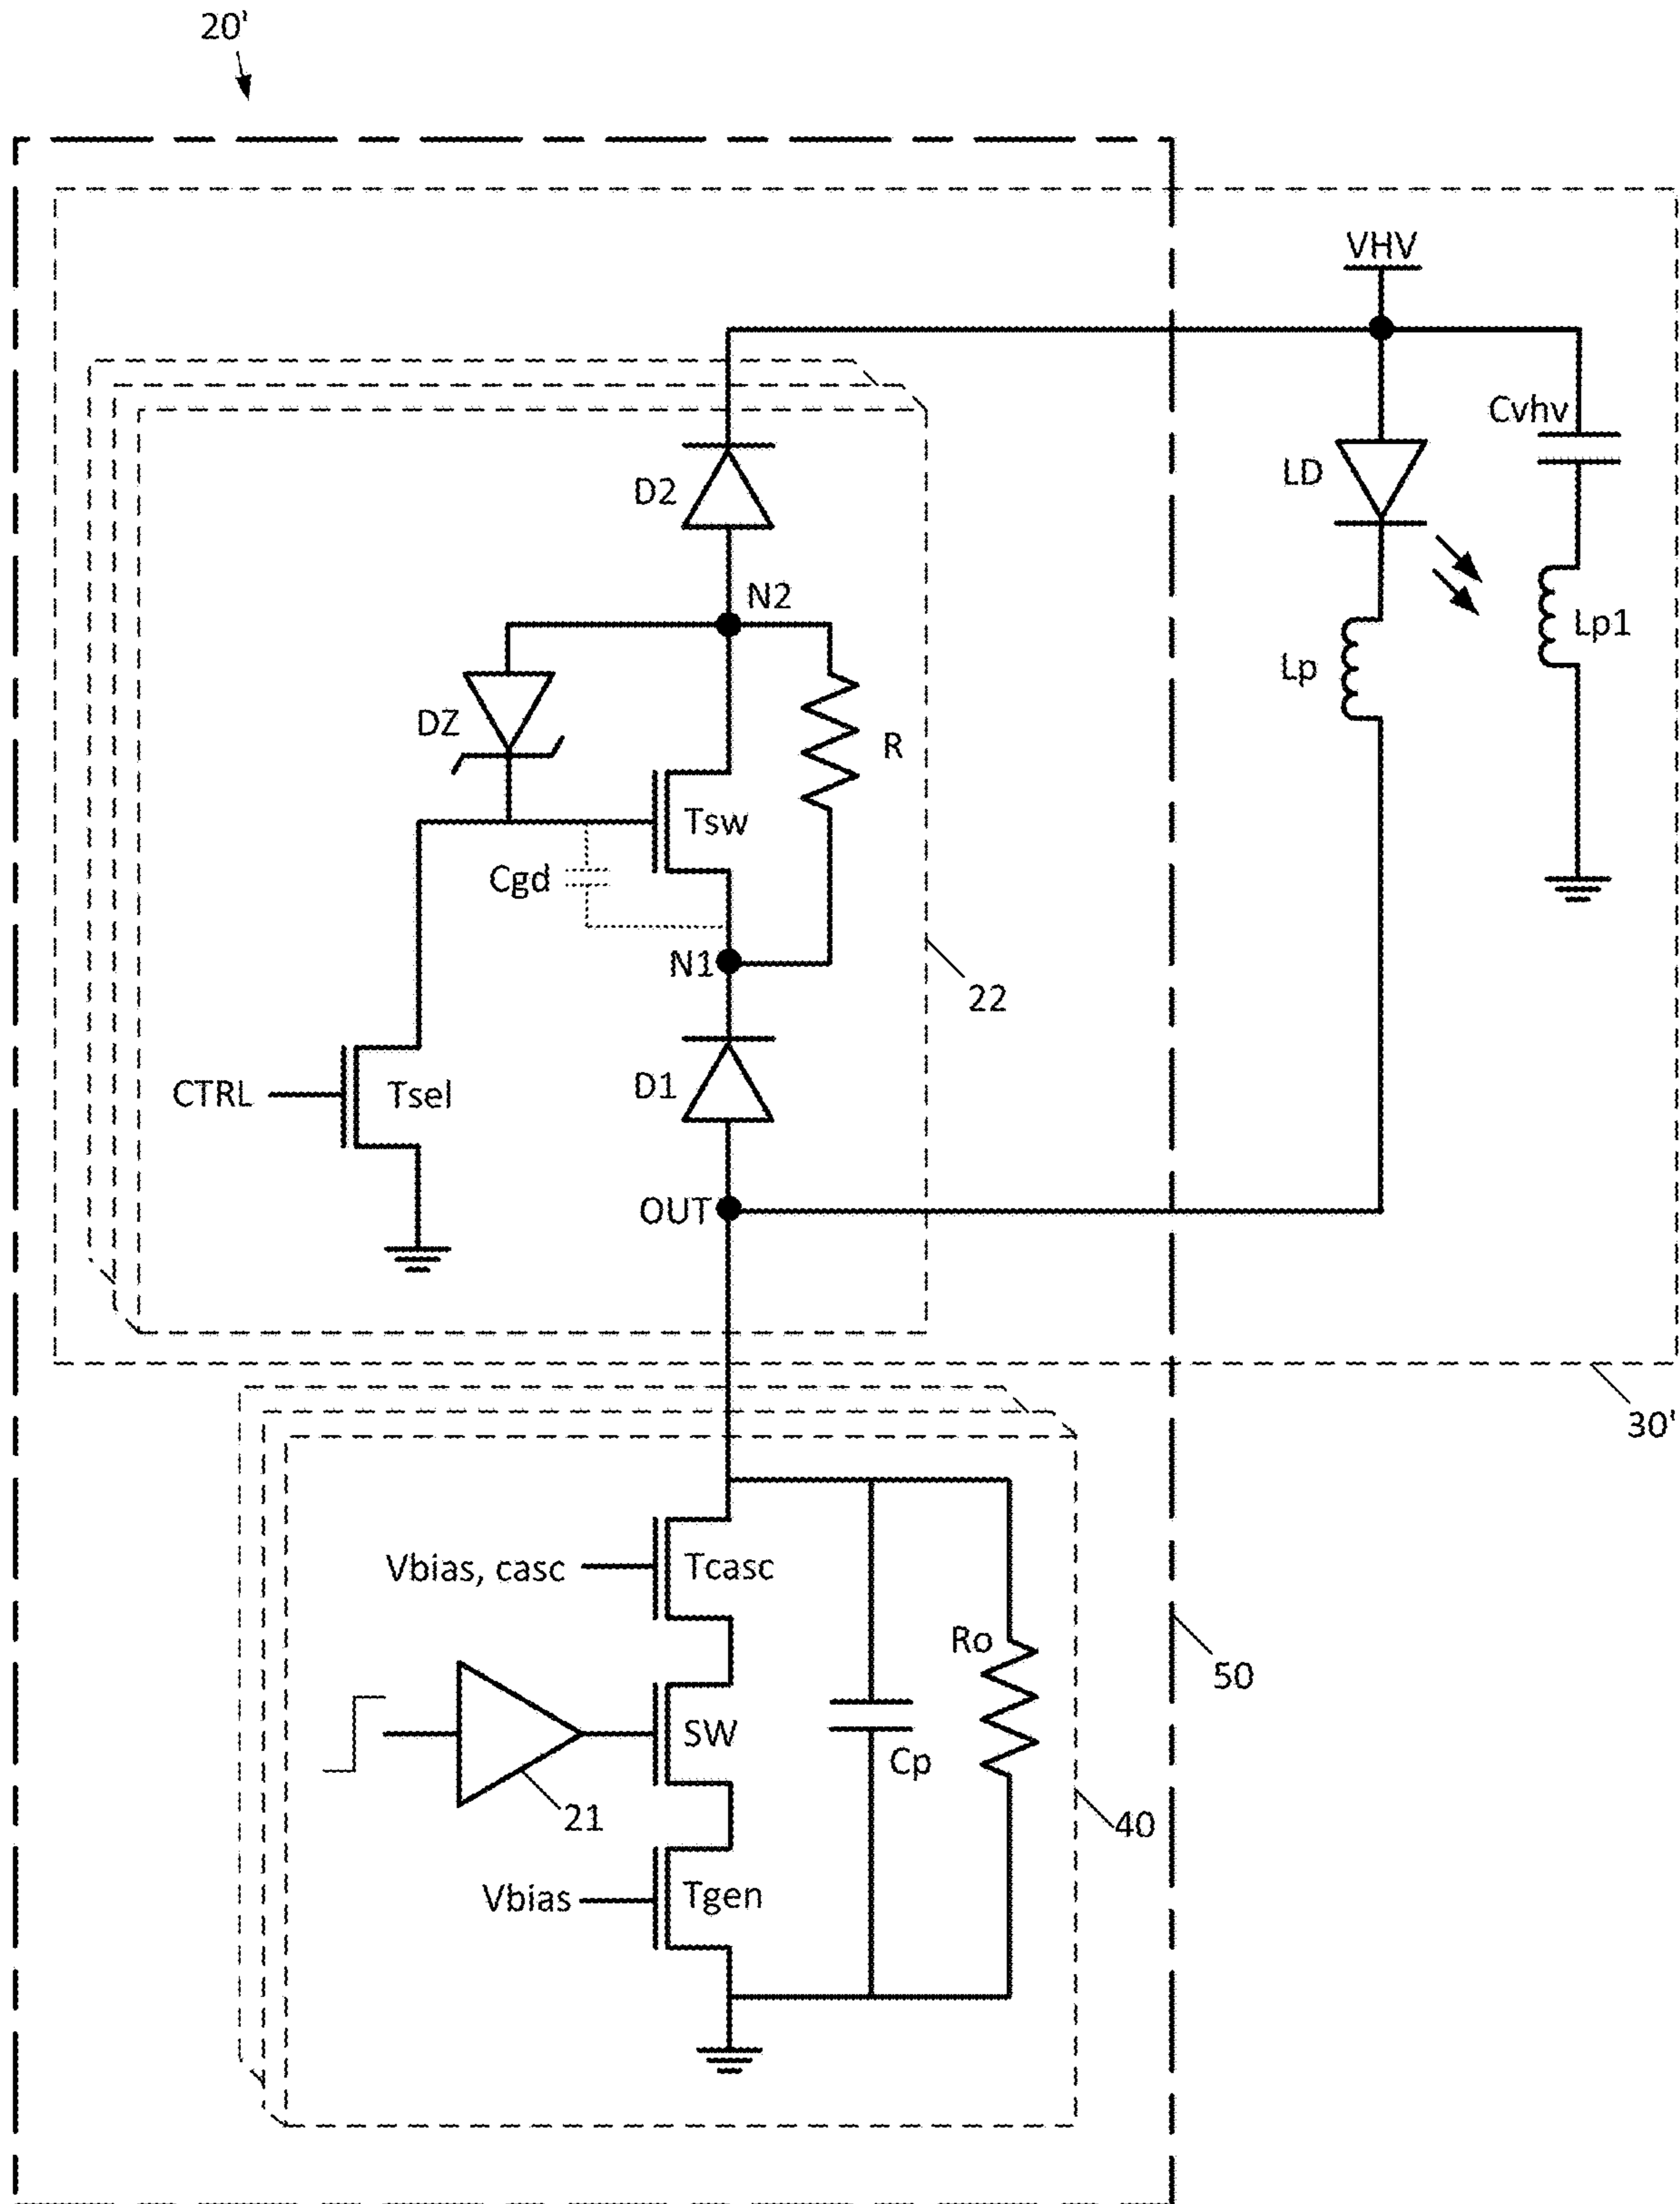 20'
VHV
Cvhv
LD
D2
N2
Lp1
Lp
DZ
R
Tsw
Cgd
N1
22
D1
CTRL
Tsel
OUT
30'
Vbias, casc
Tcasc
Ro
50
SW
Cp
21
40
Vbias
Tgen